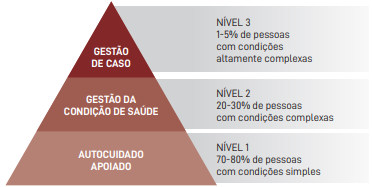 GESTÃO
DE CASO
NÍVEL 3
1-5% de pessoas
com condições
altamente complexas
GESTÃO DA
CONDIÇÃO DE SAÚDE
NÍVEL 2
20-30% de pessoas
com condições complexas
AUTOCUIDADO
APOIADO
NÍVEL 1
70-80% de pessoas
com condições simples